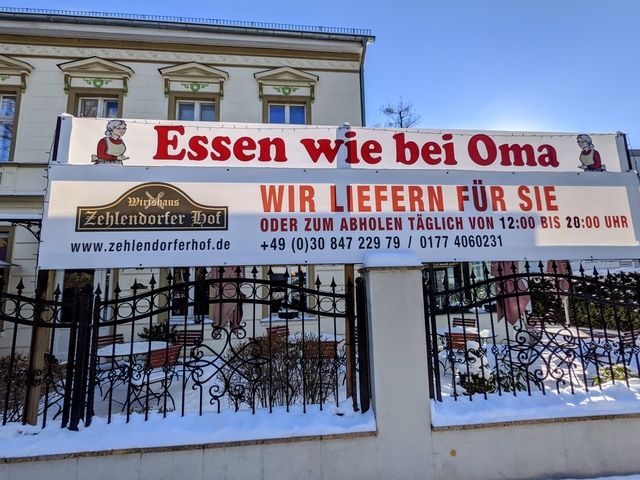 Essen wie bei Oma
Wirtshaus
Zehlendorfer Hof
www.zehlendorferhof.de
WIR LIEFERN FÜR SIE
ODER ZUM ABHOLEN TÄGLICH VON 12:00 BIS 20:00 UHR
+49 (0)30 847 229 79 / 0177 4060231